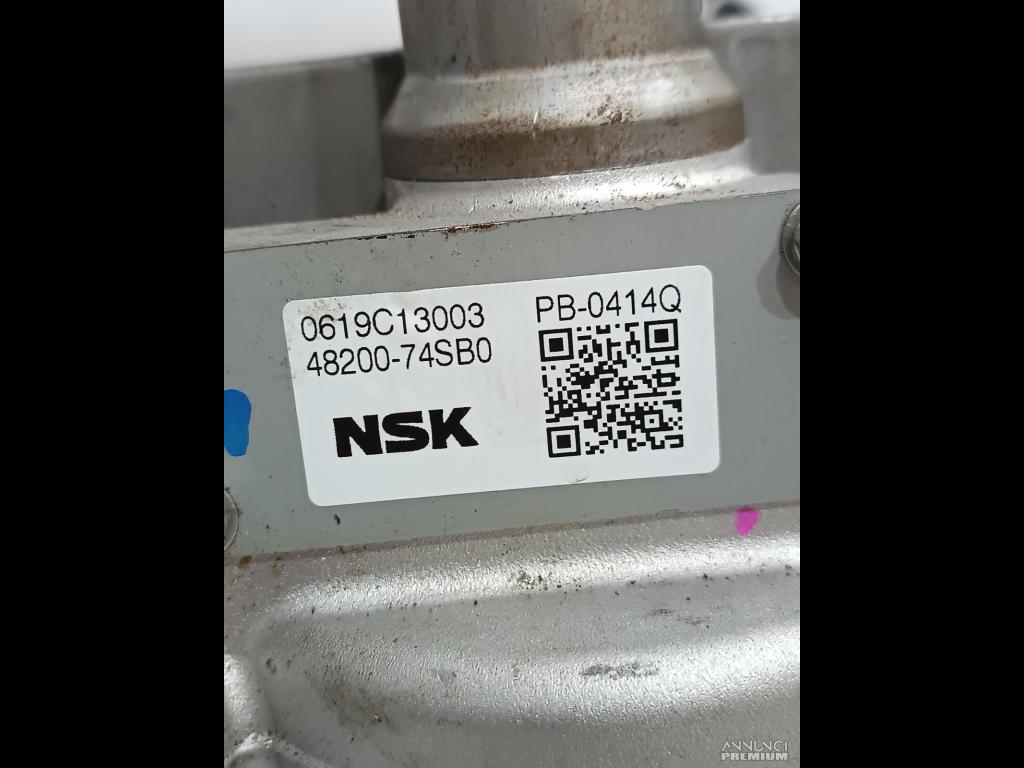 0619C13003
PB-0414Q
48200-74SB0
NSK
ANNUNCI
PREMIUM